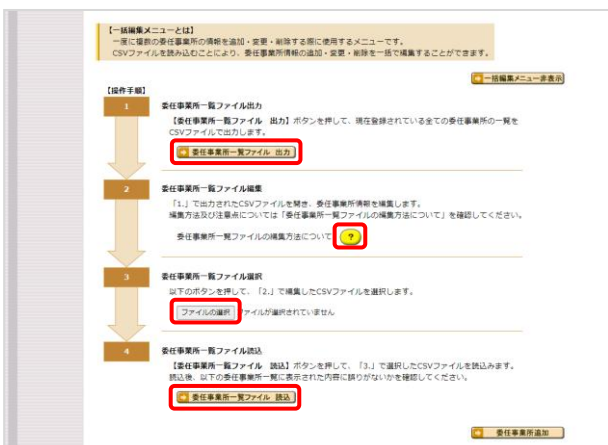 【一括編集メニューとは】
一度に複数の委任事業所の情報を追加・変更・削除する際に使用するメニューです。
CSVファイルを読み込むことにより、委任事業所情報の追加・変更・削除を一括で編集することができます。
一括編集メニュー非表示
【操作手順】
1 委任事業所一覧ファイル出力
【委任事業所一覧ファイル 出力】ボタンを押して、現在登録されている全ての委任事業所の一覧を
CSVファイルで出力します。
委任事業所一覧ファイル 出力
2 委任事業所一覧ファイル編集
「1.」で出力されたCSVファイルを開き、委任事業所情報を編集します。
編集方法及び注意点については「委任事業所一覧ファイルの編集方法について」を確認してください。
委任事業所一覧ファイルの編集方法について ?
3 委任事業所一覧ファイル選択
以下のボタンを押して、「2.」で編集したCSVファイルを選択します。
ファイルの選択 ファイルが選択されていません
4 委任事業所一覧ファイル読込
【委任事業所一覧ファイル 読込】ボタンを押して、「3.」で選択したCSVファイルを読込みます。
読込後、以下の委任事業所一覧に表示された内容に誤りがないかを確認してください。
委任事業所一覧ファイル 読込
委任事業所追加